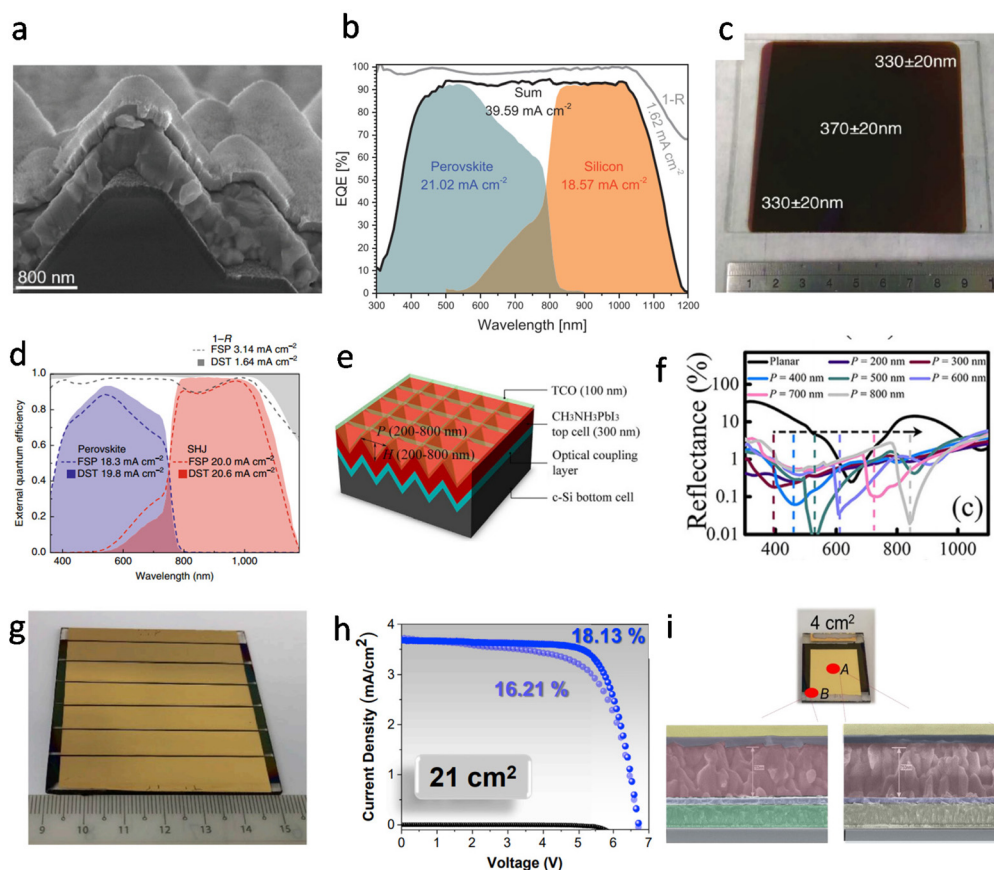 a
800 nm
b
100
90
80
70
60
50
40
30
20
10
0
EQE [%]
Sum
39.59 mA cm-2
1-R
1.62 mA cm-2
Perovskite
21.02 mA cm-2
Silicon
18.57 mA cm-2
300 400 500 600 700 800 900 1000 1100 1200
Wavelength [nm]
c
330±20nm
370±20nm
330±20nm
1 2 3 4 5 6 7 8 9 1
d
1–R
FSP 3.14 mA cm–2
DST 1.64 mA cm–2
1.0
0.8
0.6
0.4
0.2
0.0
External quantum efficiency
Perovskite
FSP 18.3 mA cm–2
DST 19.8 mA cm–2
SHJ
FSP 20.0 mA cm–2
DST 20.6 mA cm–2
400 600 800 1,000
Wavelength (nm)
e
P (200-800 nm)
H (200-800 nm)
TCO (100 nm)
CH3NH3PbI3
top cell (300 nm)
Optical coupling
layer
c-Si bottom cell
f
Planar P = 200 nm P = 300 nm
P = 400 nm P = 500 nm P = 600 nm
P = 700 nm P = 800 nm
Reflectance (%)
100
10
1
0.1
0.01
(c)
400 600 800 1000
g
9 10 11 12 13 14 15
h
Current Density (mA/cm2)
4
3
2
1
0
18.13 %
16.21 %
21 cm2
0 1 2 3 4 5 6 7
Voltage (V)
i
4 cm2
A
B